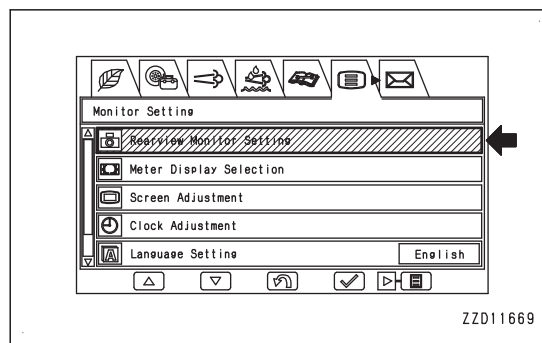 Monitor Setting
Rearview Monitor Setting
Meter Display Selection
Screen Adjustment
Clock Adjustment
Language Setting English
ZZD11669